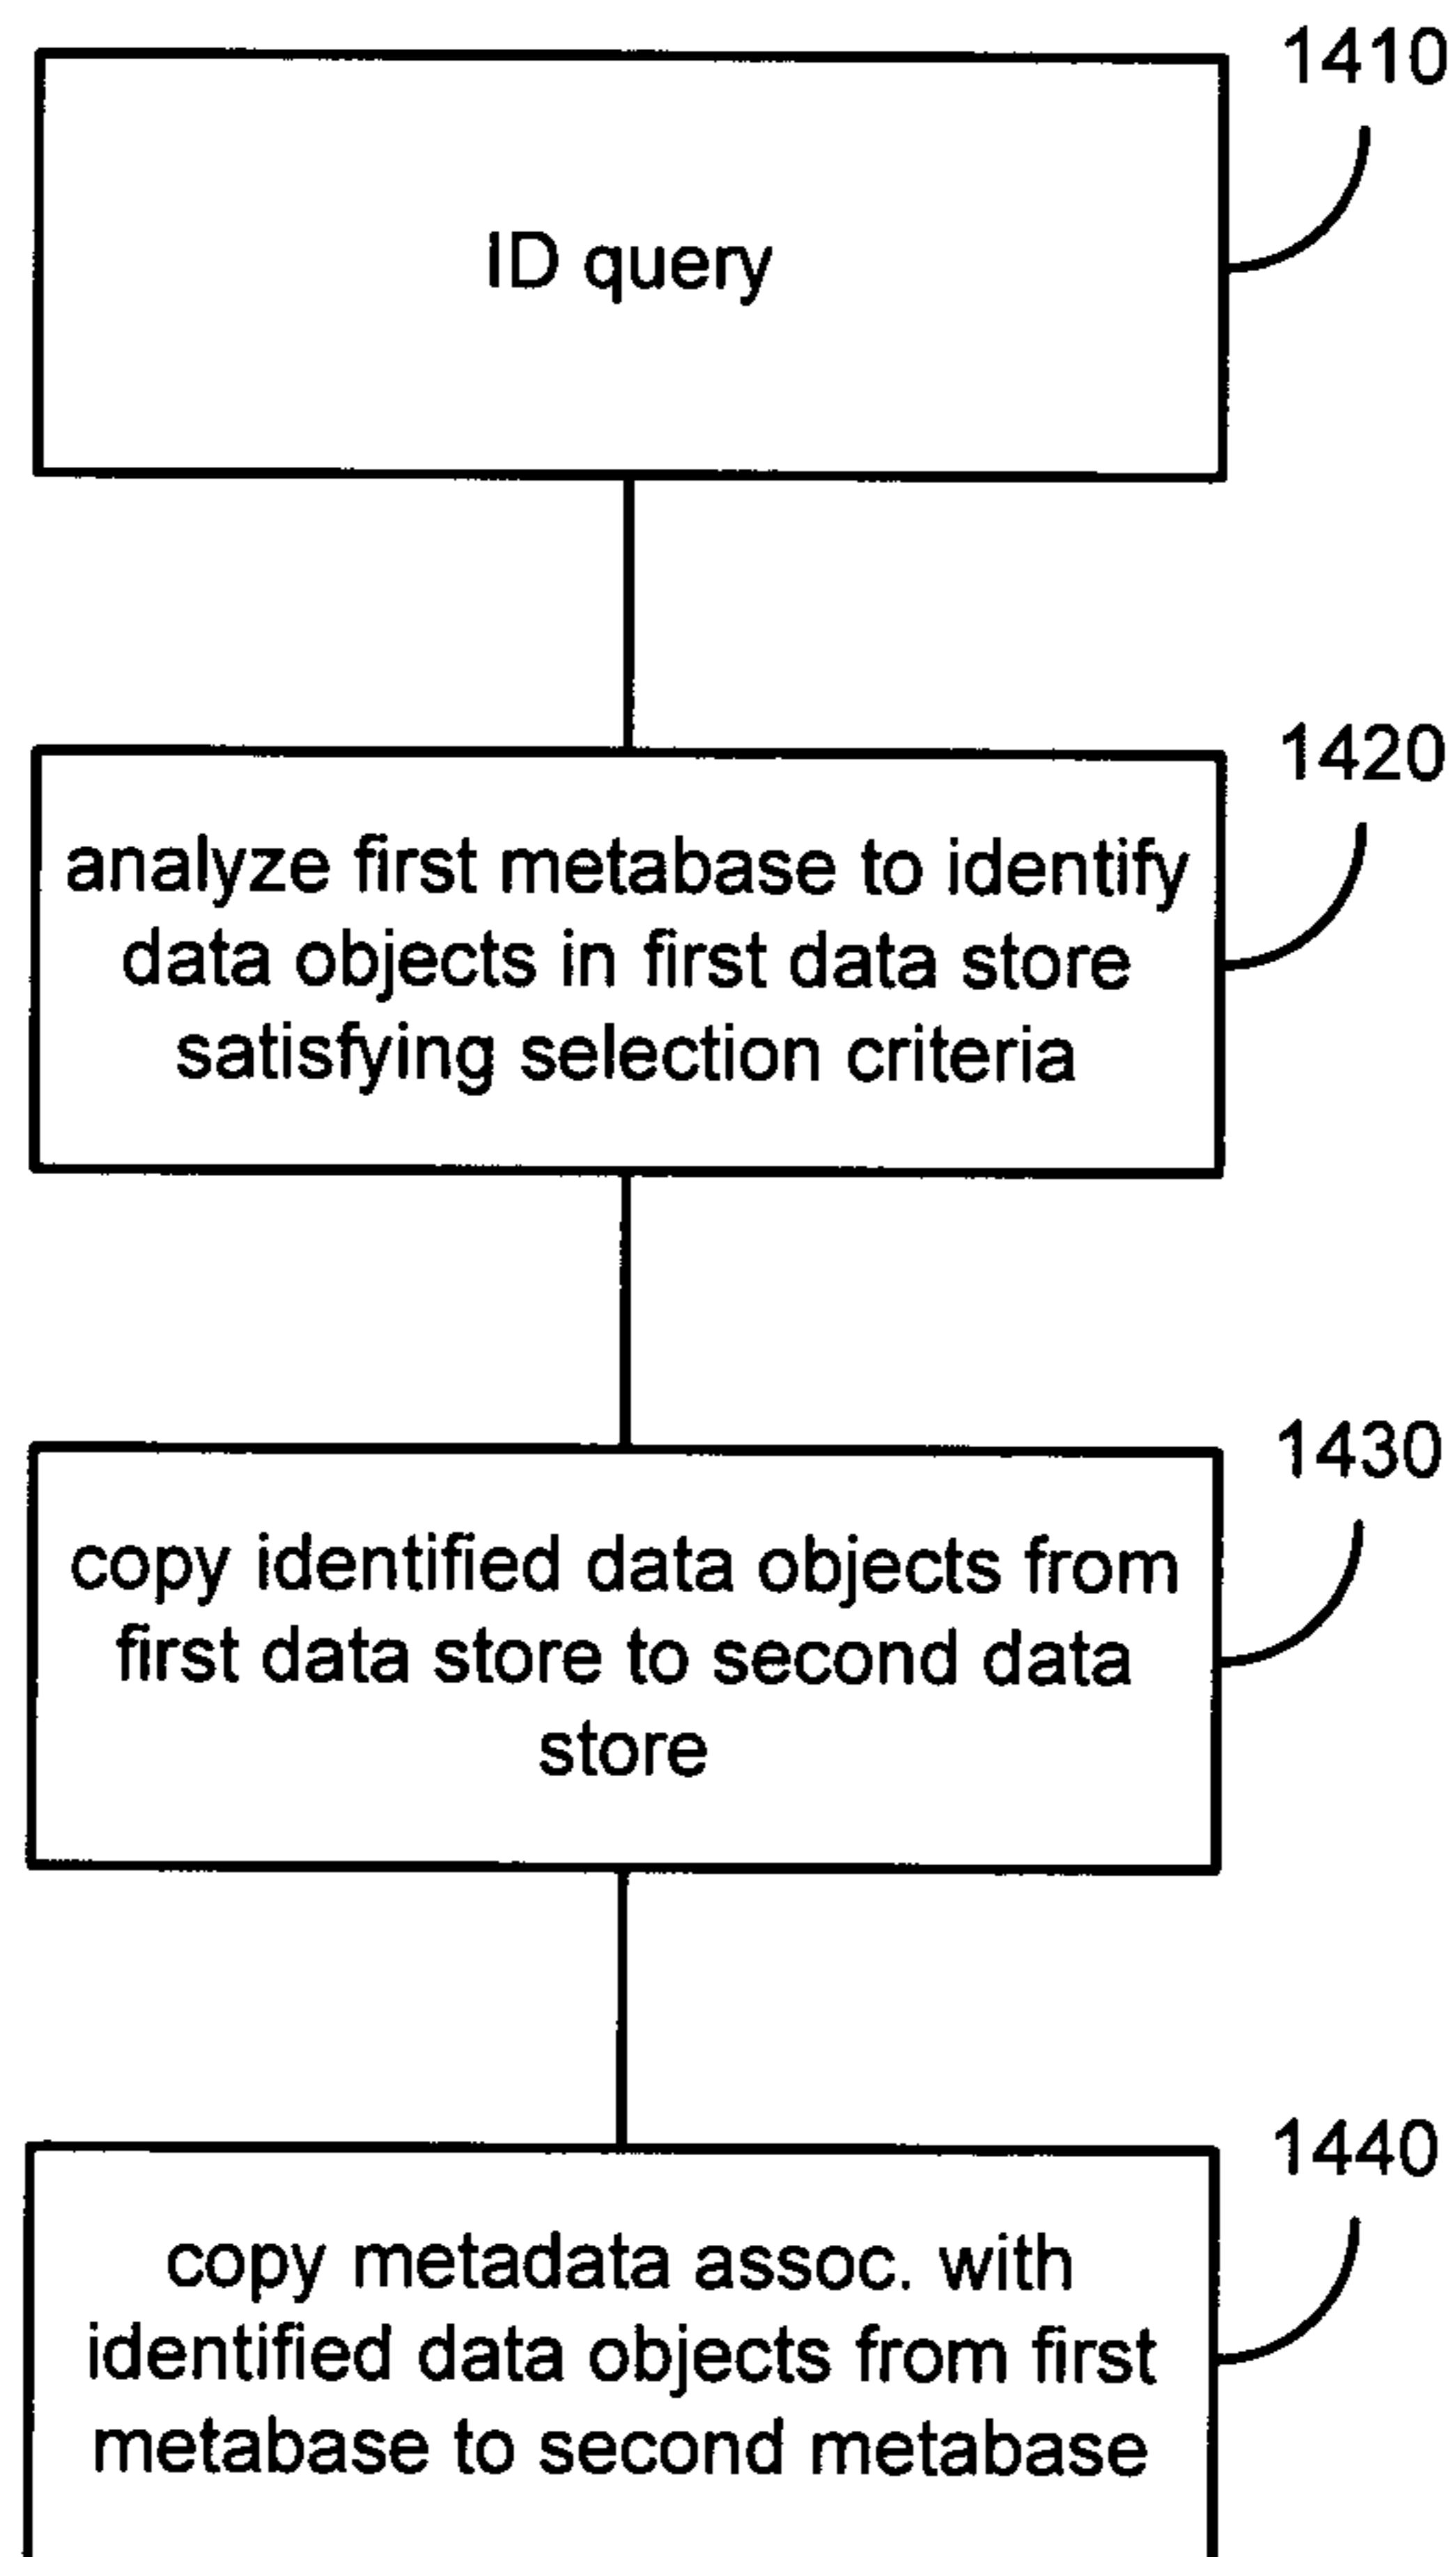 1410
ID query
1420
analyze first metabase to identify
data objects in first data store
satisfying selection criteria
1430
copy identified data objects from
first data store to second data
store
1440
copy metadata assoc. with
identified data objects from first
metabase to second metabase